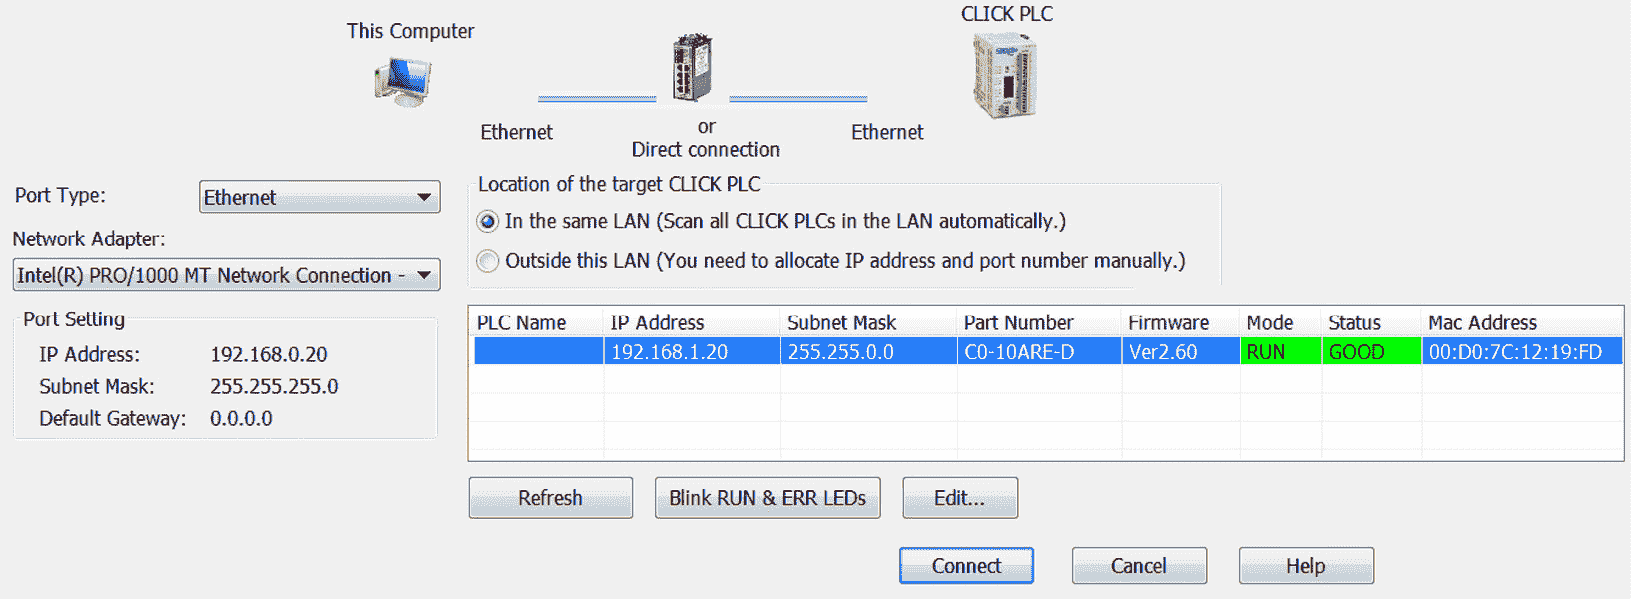 CLICK PLC
This Computer
Ethernet
or
Direct connection
Ethernet
Port Type:
Ethernet
Network Adapter:
Intel(R) PRO/1000 MT Network Connection -
Port Setting
IP Address: 192.168.0.20
Subnet Mask: 255.255.255.0
Default Gateway: 0.0.0.0
Location of the target CLICK PLC
In the same LAN (Scan all CLICK PLCs in the LAN automatically.)
Outside this LAN (You need to allocate IP address and port number manually.)
PLC Name IP Address Subnet Mask Part Number Firmware Mode Status Mac Address
192.168.1.20 255.255.0.0 C0-10ARE-D Ver2.60 RUN GOOD 00:D0:7C:12:19:FD
Refresh Blink RUN & ERR LEDs Edit...
Connect Cancel Help